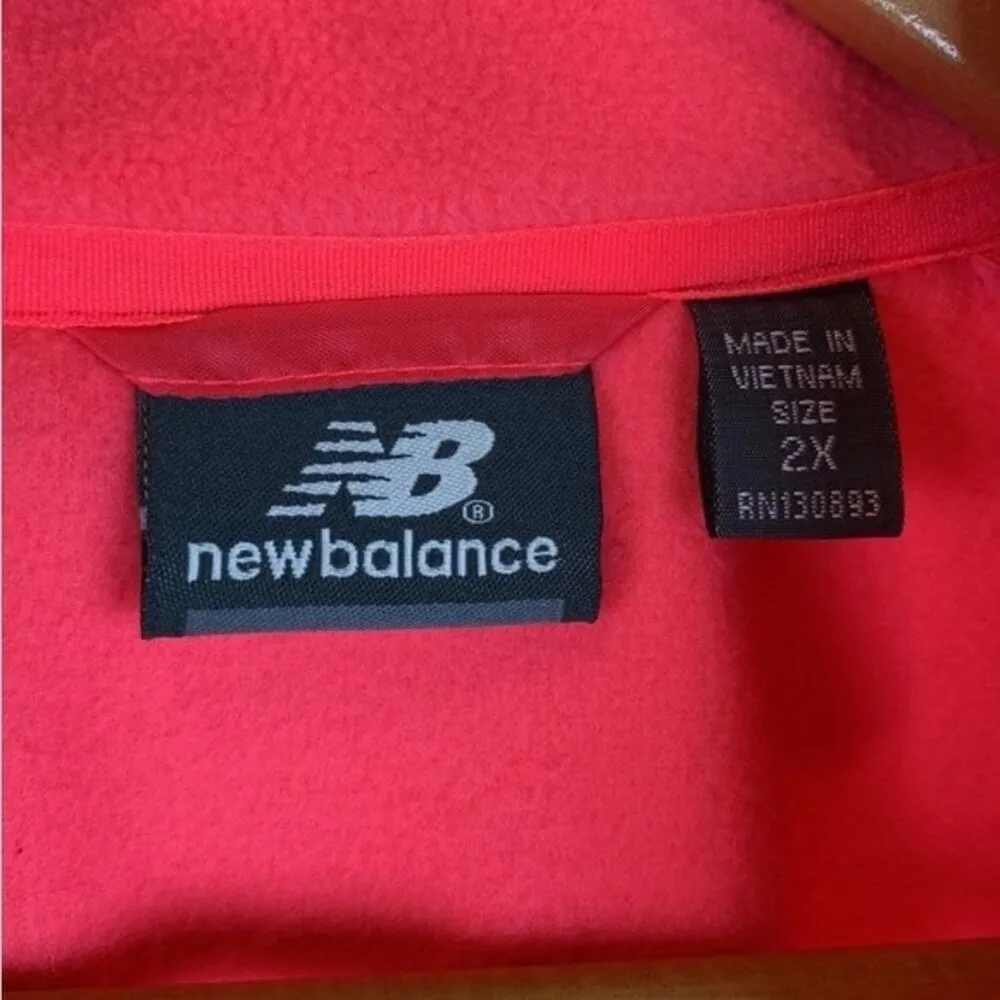 NB®
newbalance
MADE IN
VIETNAM
SIZE
2X
RN130893